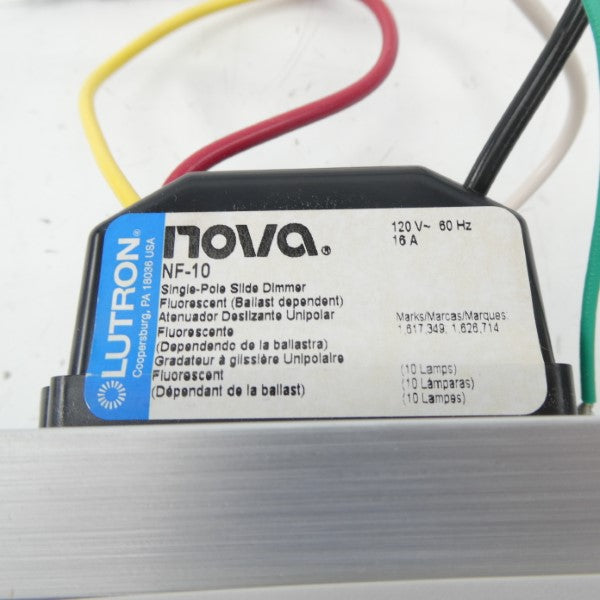 LUTRON®
Coopersburg, PA 18036 USA
nova®
NF-10
120 V~ 60 Hz
16 A
Single-Pole Slide Dimmer
Fluorescent (Ballast dependent)
Atenuador Deslizante Unipolar
Fluorescente
(Dependendo de la ballastra)
Gradateur à glissière Unipolaire
Fluorescent
(Dépendant de la ballast)
Marks/Marcas/Marques:
1,617,349; 1,626,714
(10 Lamps)
(10 Lámparas)
(10 Lampes)